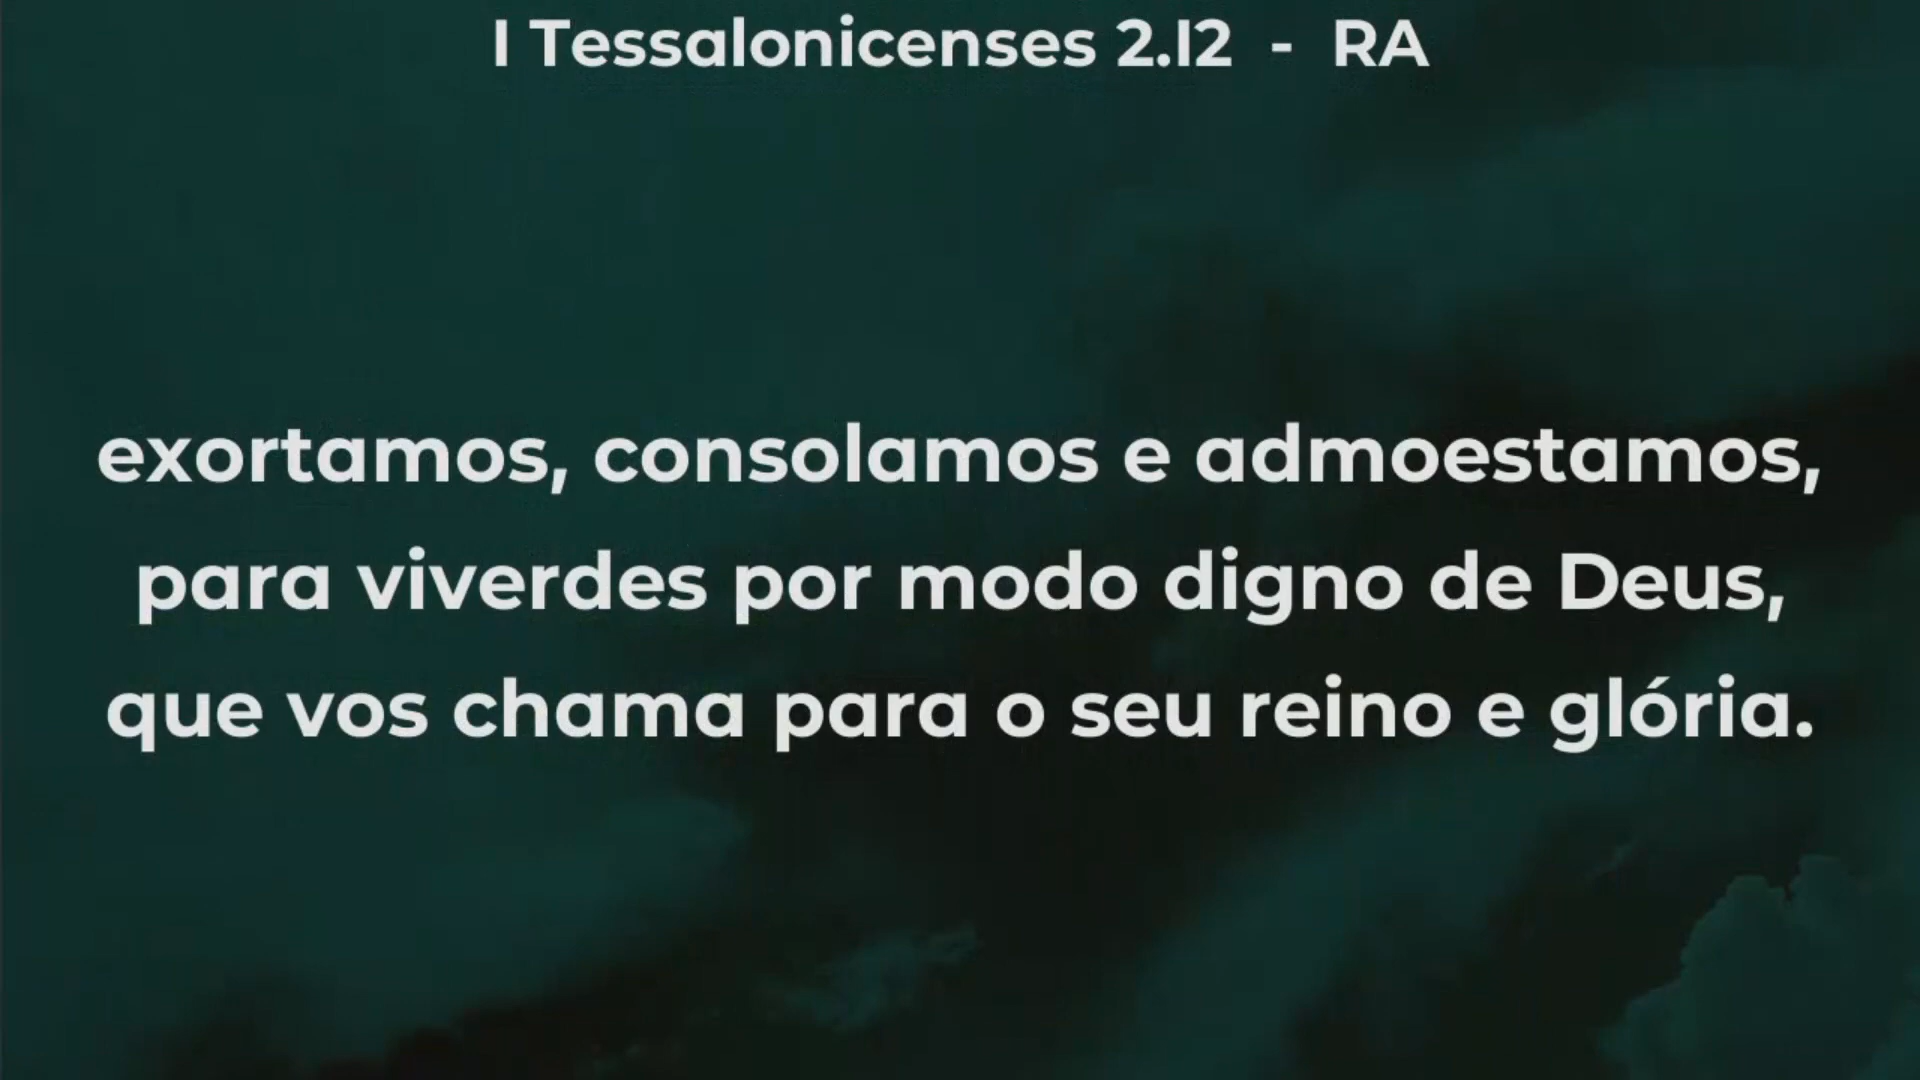 I Tessalonicenses 2.12 - RA
exortamos, consolamos e admoestamos,
para viverdes por modo digno de Deus,
que vos chama para o seu reino e glória.